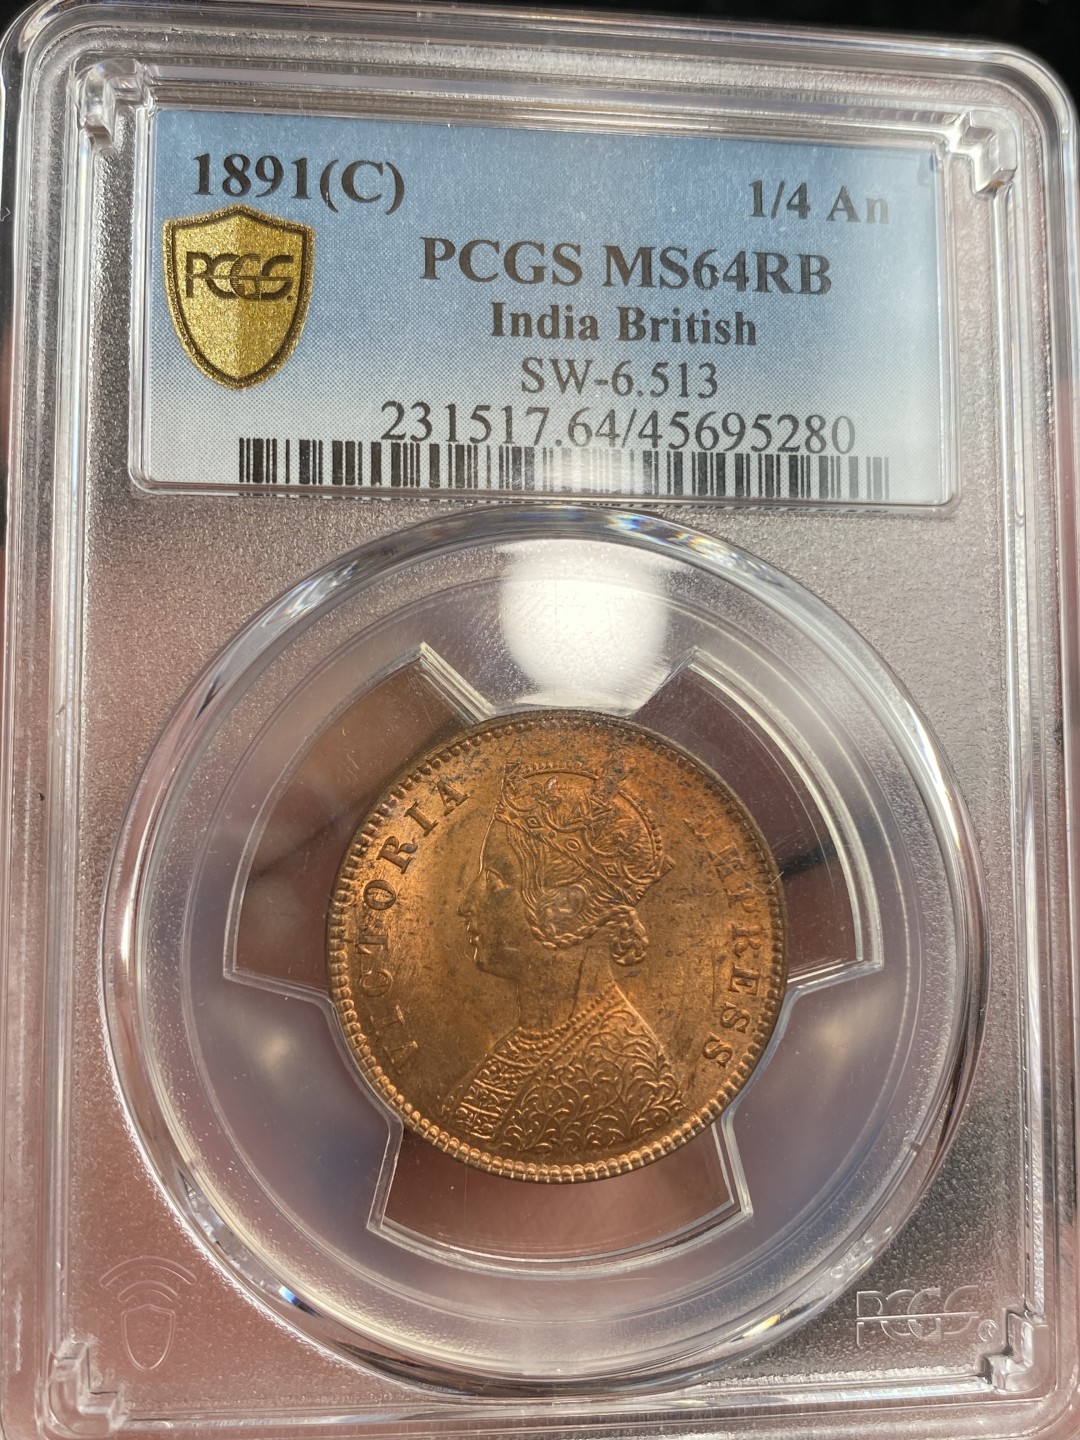 1891(C)
1/4 An
PCGS
PCGS MS64RB
India British
SW-6.513
231517.64/45695280
VICTORIA
EMPRESS
PCGS